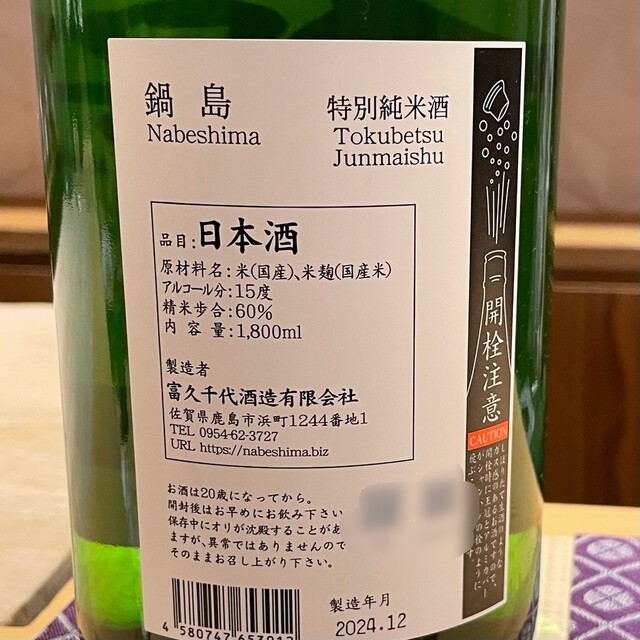 鍋島
Nabeshima
特別純米酒
Tokubetsu
Junmaishu
品目:日本酒
原材料名:米(国産)、米麹(国産米)
アルコール分:15度
精米歩合:60%
内容量:1,800ml
製造者
富久千代酒造有限会社
佐賀県鹿島市浜町1244番地1
TEL 0954-62-3727
URL https://nabeshima.biz
お酒は20歳になってから。
開封後はお早めにお飲み下さい
保存中にオリが沈殿することがあ
ますが、異常ではありませんので
そのままお召し上がり下さい。
製造年月
2024.12
開栓注意
CAUTION